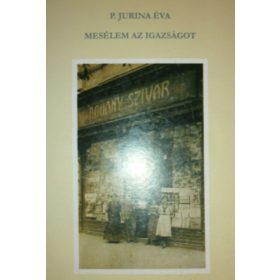 P. JURINA ÉVA
MESÉLEM AZ IGAZSÁGOT
DOHÁNY SZIVAR